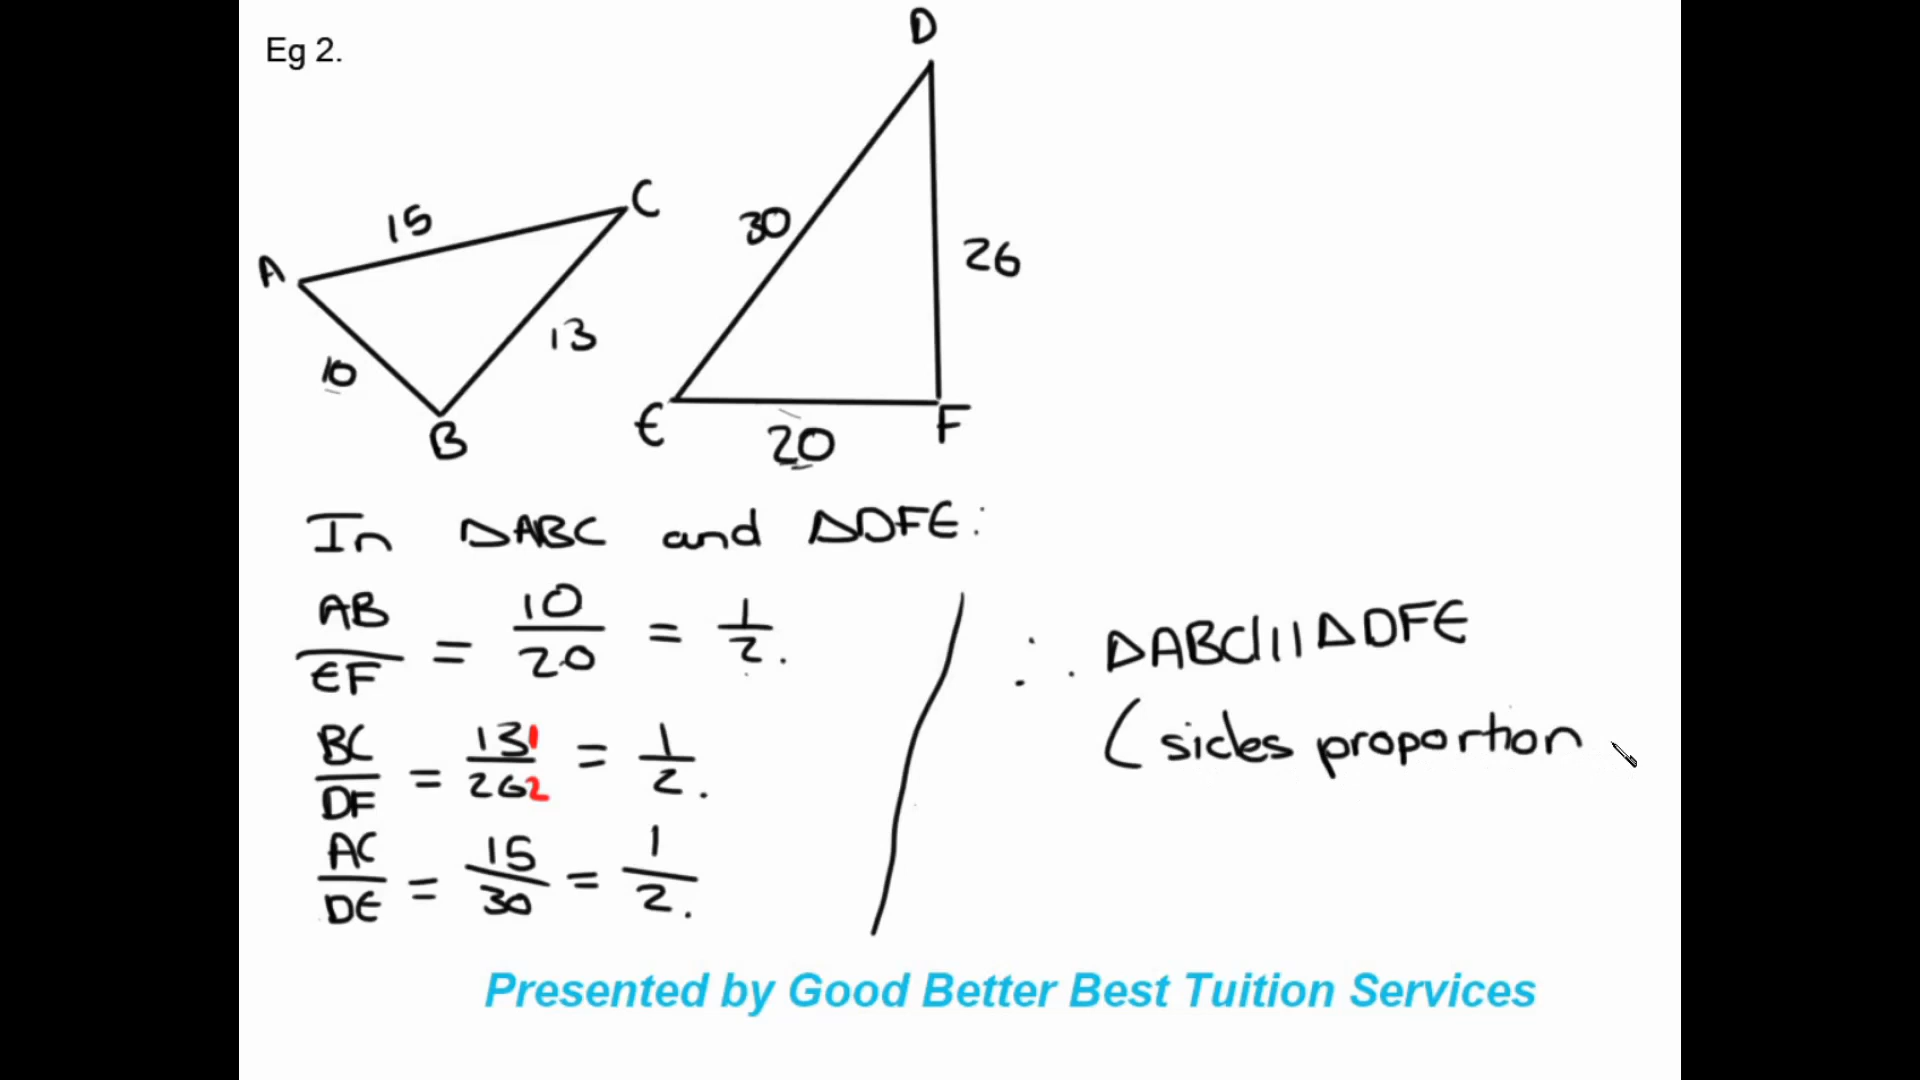 Eg 2.
D
C
15
30
26
A
13
10
B
E
20
F
In ΔABC and ΔDFE:
AB/EF = 10/20 = 1/2.
BC/DF = 13 1/26 2 = 1/2.
AC/DE = 15/30 = 1/2.
∴ ΔABC ||| ΔDFE
(sides proportion
Presented by Good Better Best Tuition Services